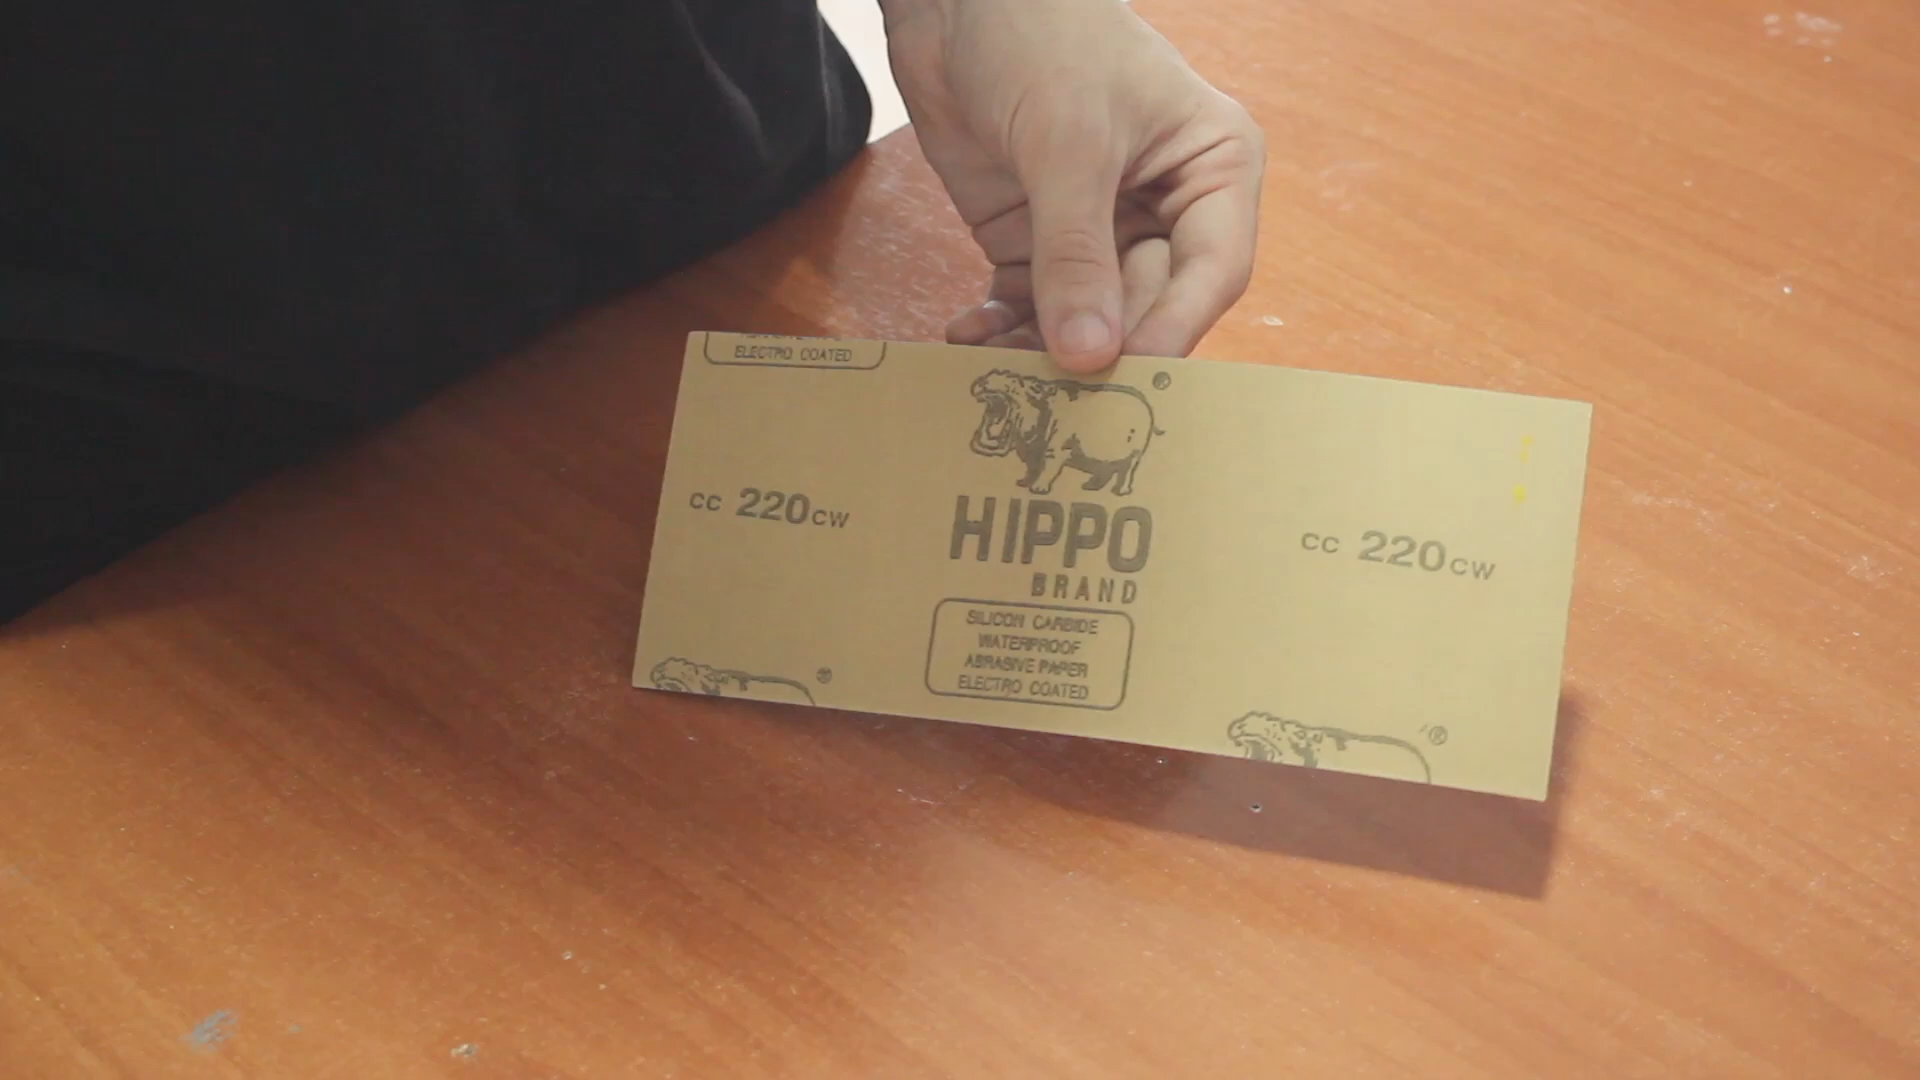 ELECTRO COATED
®
cc 220cw
HIPPO
BRAND
cc 220cw
SILICON CARBIDE
WATERPROOF
ABRASIVE PAPER
ELECTRO COATED
®
®